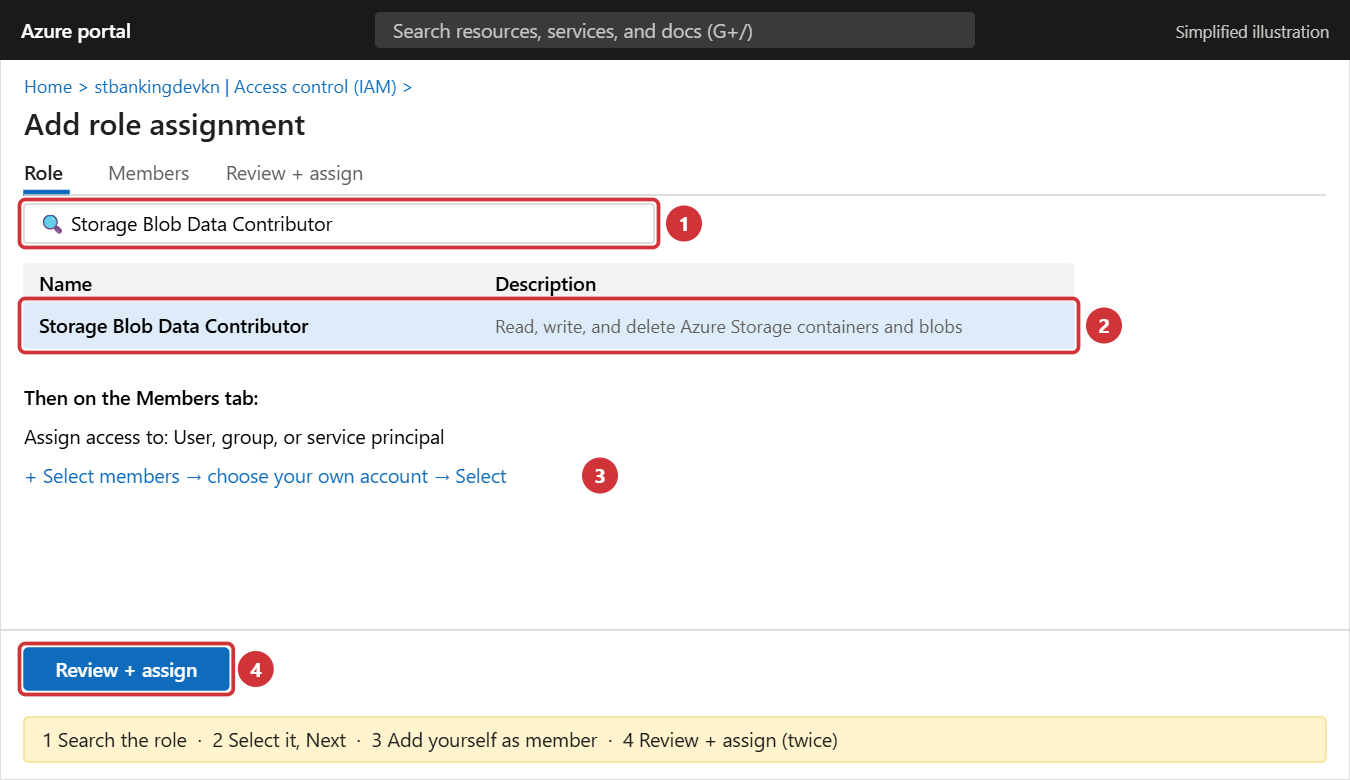 Azure portal
Search resources, services, and docs (G+/)
Simplified illustration
Home > stbankingdevkn | Access control (IAM) >
Add role assignment
Role Members Review + assign
Storage Blob Data Contributor
1
Name Description
Storage Blob Data Contributor Read, write, and delete Azure Storage containers and blobs
2
Then on the Members tab:
Assign access to: User, group, or service principal
+ Select members → choose your own account → Select
3
Review + assign
4
1 Search the role · 2 Select it, Next · 3 Add yourself as member · 4 Review + assign (twice)